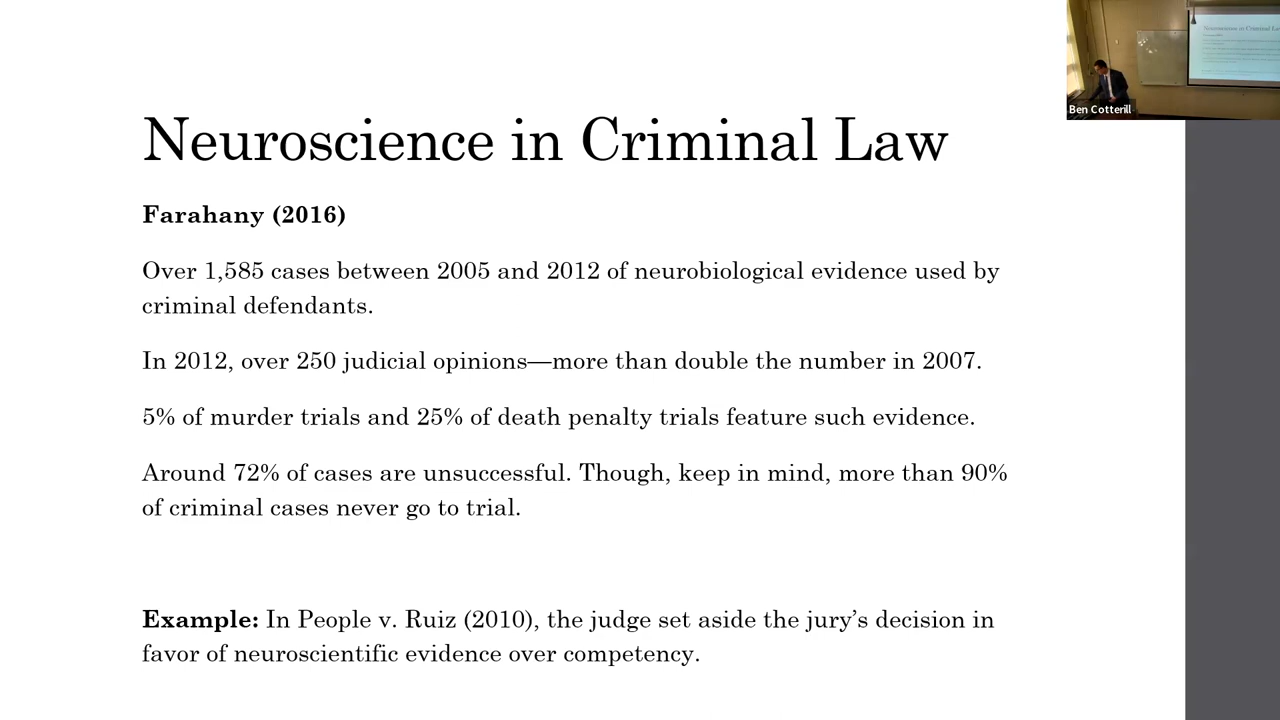 Neuroscience in Criminal Law
Farahany (2016)
Over 1,585 cases between 2005 and 2012 of neurobiological evidence used by
criminal defendants.
In 2012, over 250 judicial opinions—more than double the number in 2007.
5% of murder trials and 25% of death penalty trials feature such evidence.
Around 72% of cases are unsuccessful. Though, keep in mind, more than 90%
of criminal cases never go to trial.
Example: In People v. Ruiz (2010), the judge set aside the jury’s decision in
favor of neuroscientific evidence over competency.
Ben Cotterill